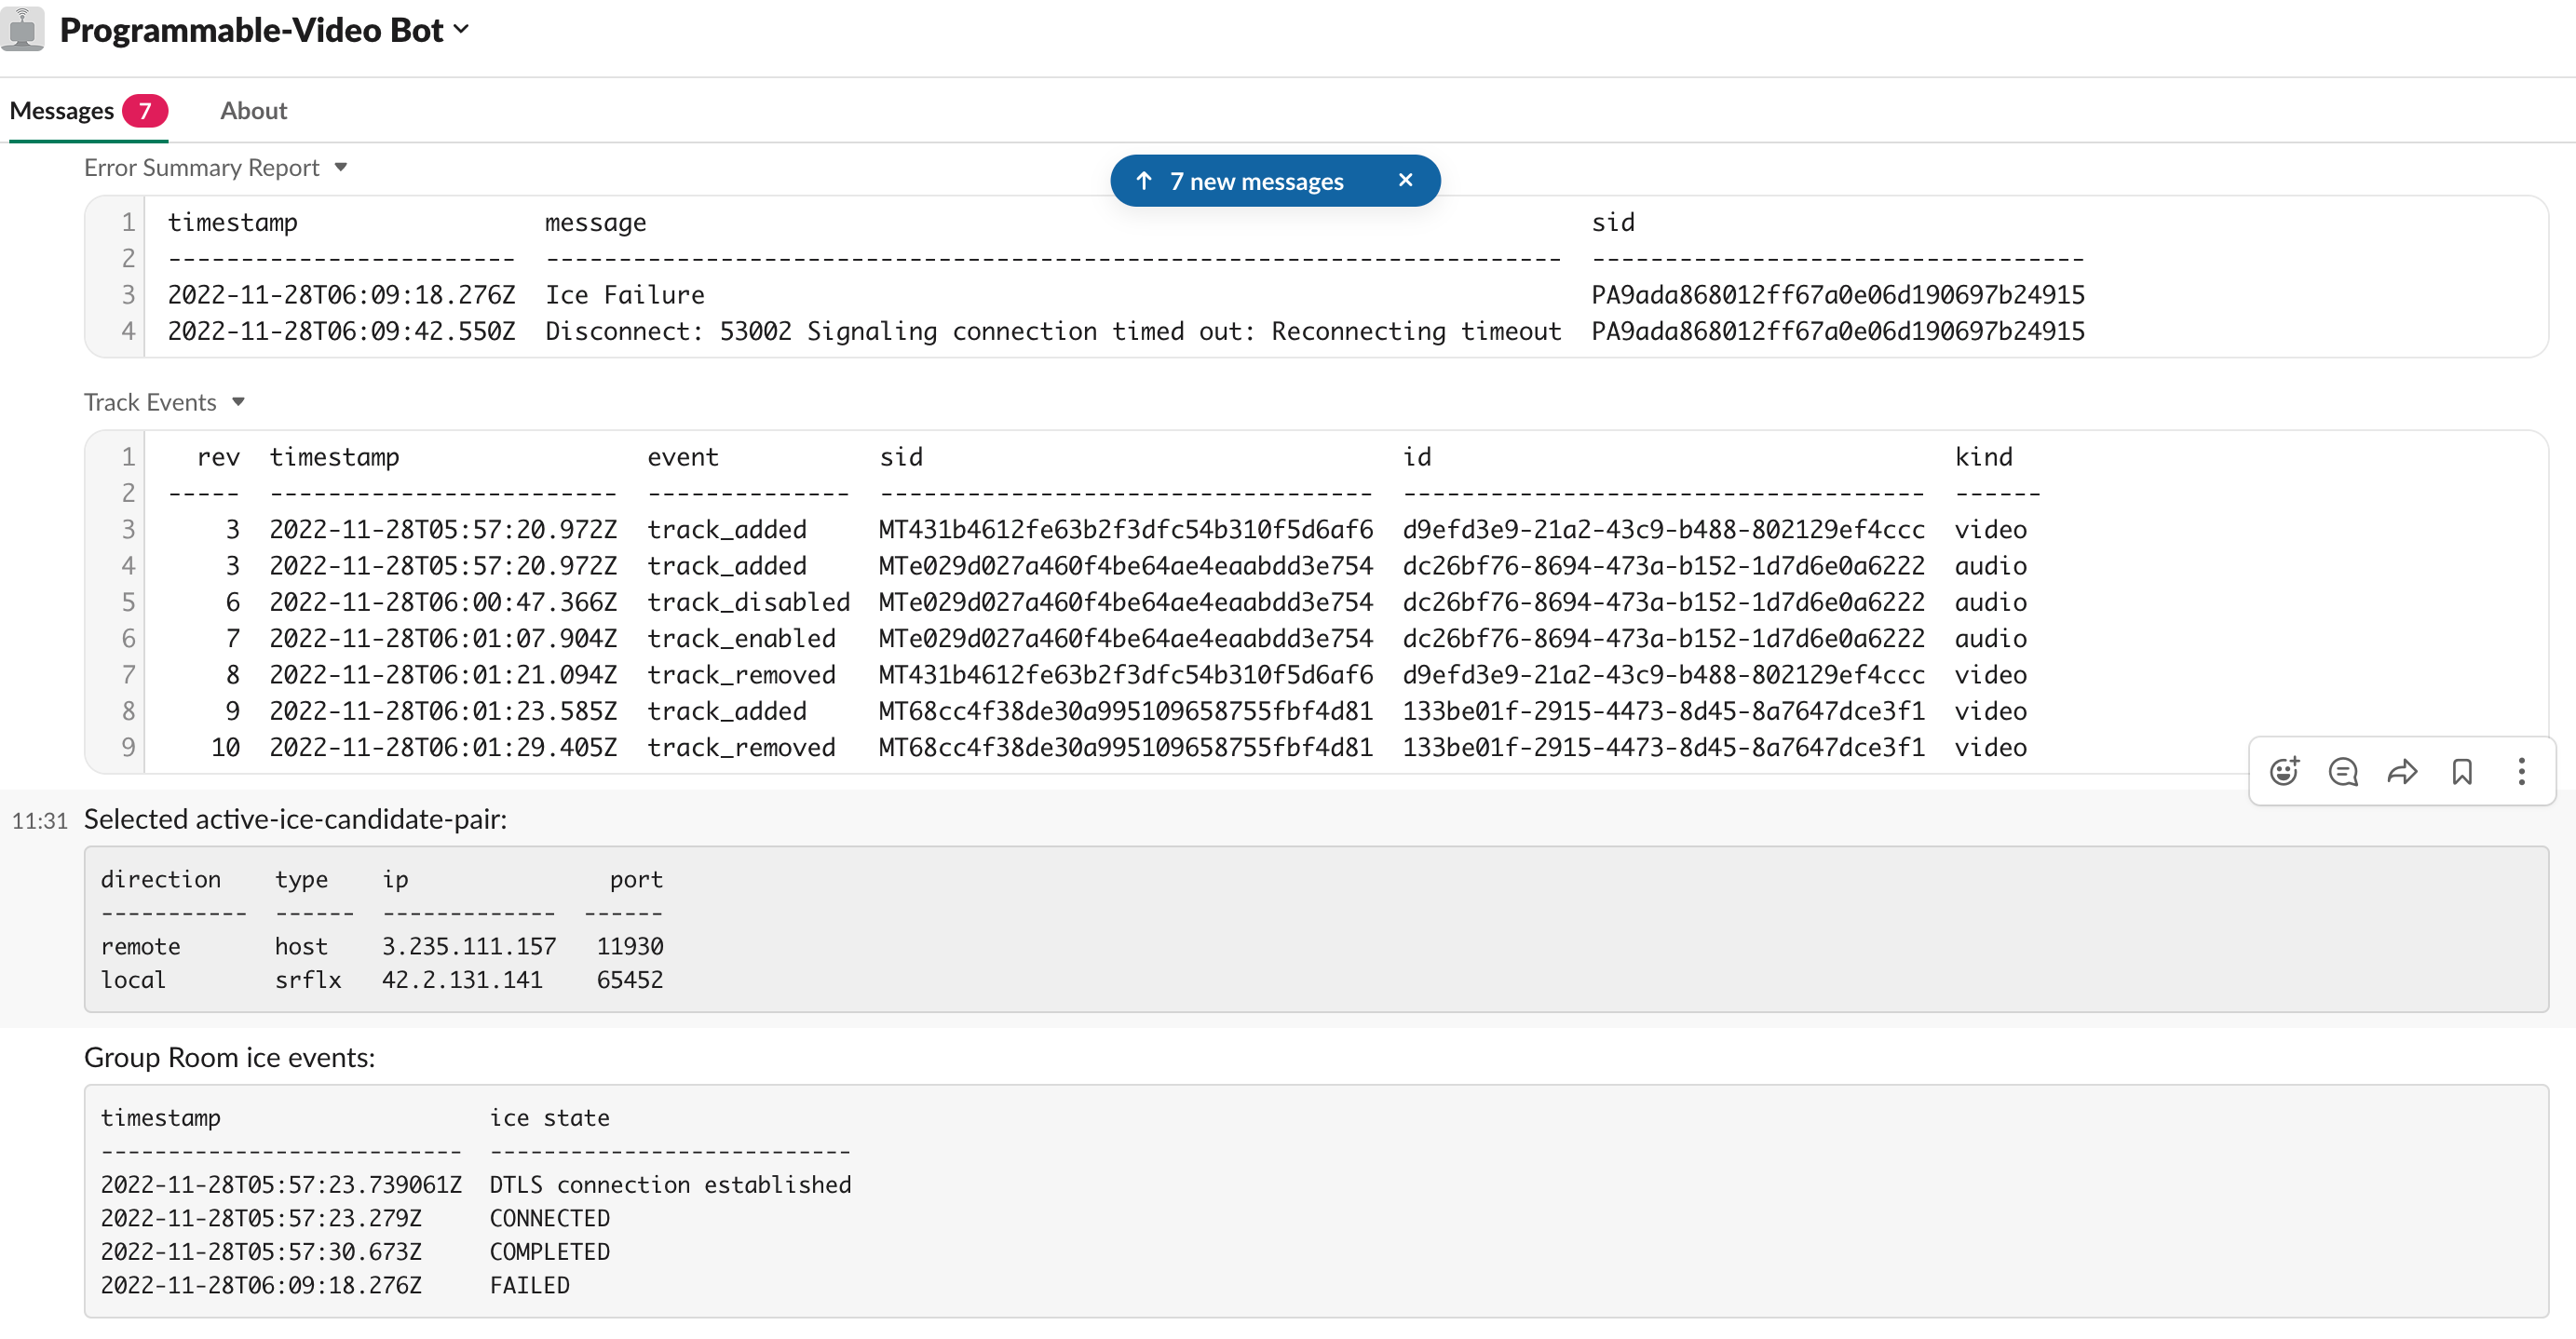 Programmable-Video Bot
Messages 7 About
Error Summary Report
7 new messages
1 timestamp message sid
2 ------------------------ ---------------------------------------------------------------------- ----------------------------------
3 2022-11-28T06:09:18.276Z Ice Failure PA9ada868012ff67a0e06d190697b24915
4 2022-11-28T06:09:42.550Z Disconnect: 53002 Signaling connection timed out: Reconnecting timeout PA9ada868012ff67a0e06d190697b24915
Track Events
1 rev timestamp event sid id kind
2 ----- ------------------------ -------------- ---------------------------------- ------------------------------------ ------
3 3 2022-11-28T05:57:20.972Z track_added MT431b4612fe63b2f3dfc54b310f5d6af6 d9efd3e9-21a2-43c9-b488-802129ef4ccc video
4 3 2022-11-28T05:57:20.972Z track_added MTe029d027a460f4be64ae4eaabdd3e754 dc26bf76-8694-473a-b152-1d7d6e0a6222 audio
5 6 2022-11-28T06:00:47.366Z track_disabled MTe029d027a460f4be64ae4eaabdd3e754 dc26bf76-8694-473a-b152-1d7d6e0a6222 audio
6 7 2022-11-28T06:01:07.904Z track_enabled MTe029d027a460f4be64ae4eaabdd3e754 dc26bf76-8694-473a-b152-1d7d6e0a6222 audio
7 8 2022-11-28T06:01:21.094Z track_removed MT431b4612fe63b2f3dfc54b310f5d6af6 d9efd3e9-21a2-43c9-b488-802129ef4ccc video
8 9 2022-11-28T06:01:23.585Z track_added MT68cc4f38de30a995109658755fbf4d81 133be01f-2915-4473-8d45-8a7647dce3f1 video
9 10 2022-11-28T06:01:29.405Z track_removed MT68cc4f38de30a995109658755fbf4d81 133be01f-2915-4473-8d45-8a7647dce3f1 video
11:31 Selected active-ice-candidate-pair:
direction type ip port
----------- ------ ------------- ------
remote host 3.235.111.157 11930
local srflx 42.2.131.141 65452
Group Room ice events:
timestamp ice state
--------------------------- ---------------------------
2022-11-28T05:57:23.739061Z DTLS connection established
2022-11-28T05:57:23.279Z CONNECTED
2022-11-28T05:57:30.673Z COMPLETED
2022-11-28T06:09:18.276Z FAILED